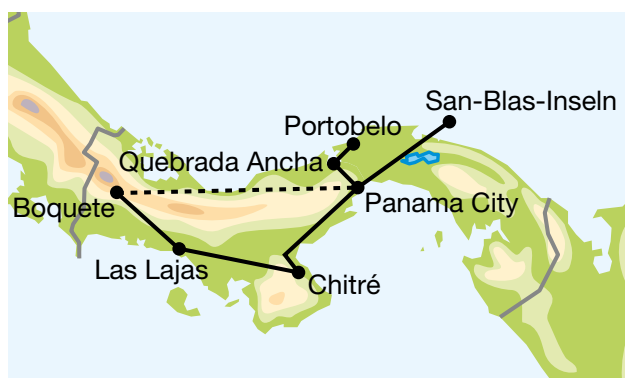 San-Blas-Inseln
Portobelo
Quebrada Ancha
Panama City
Boquete
Las Lajas
Chitré